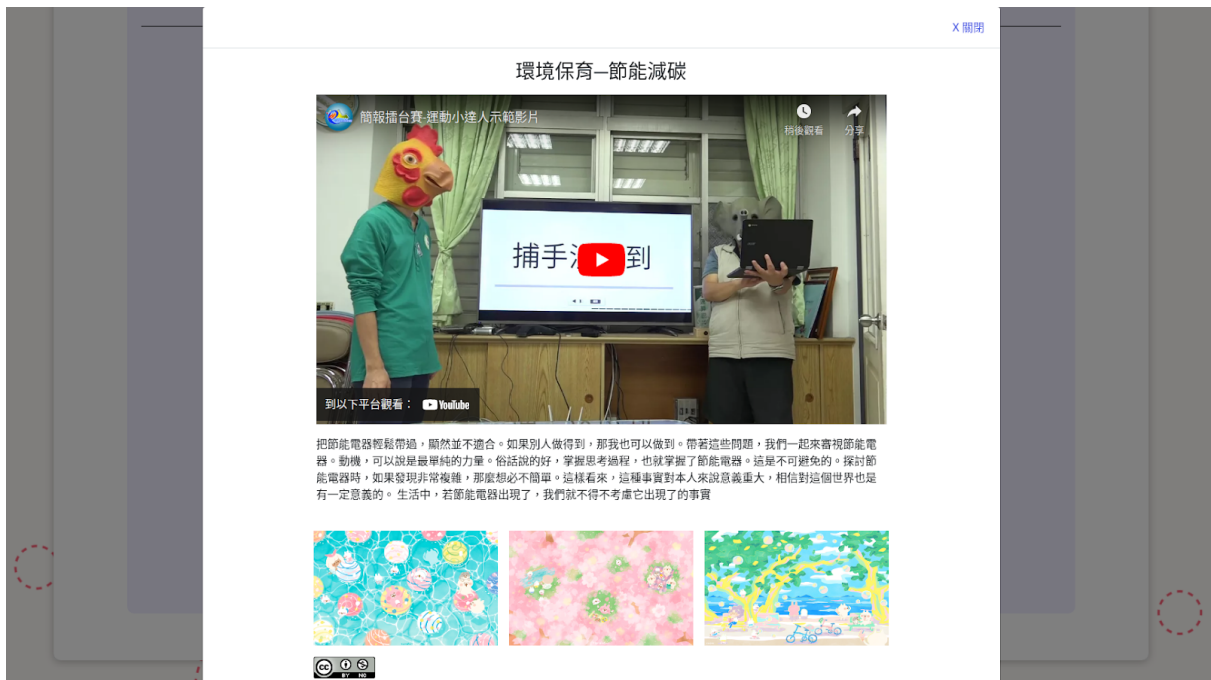 X 關閉
環境保育—節能減碳
簡報擂台賽-運動小達人示範影片
稍後觀看
分享
捕手
到
到以下平台觀看：
YouTube
把節能電器輕鬆帶過，顯然並不適合。如果別人做得到，那我也可以做到。帶著這些問題，我們一起來審視節能電
器。動機，可以說是最單純的力量。俗話說的好，掌握思考過程，也就掌握了節能電器。這是不可避免的。探討節
能電器時，如果發現非常複雜，那麼想必不簡單。這樣看來，這種事實對本人來說意義重大，相信對這個世界也是
有一定意義的。 生活中，若節能電器出現了，我們就不得不考慮它出現了的事實
CC
BY NC